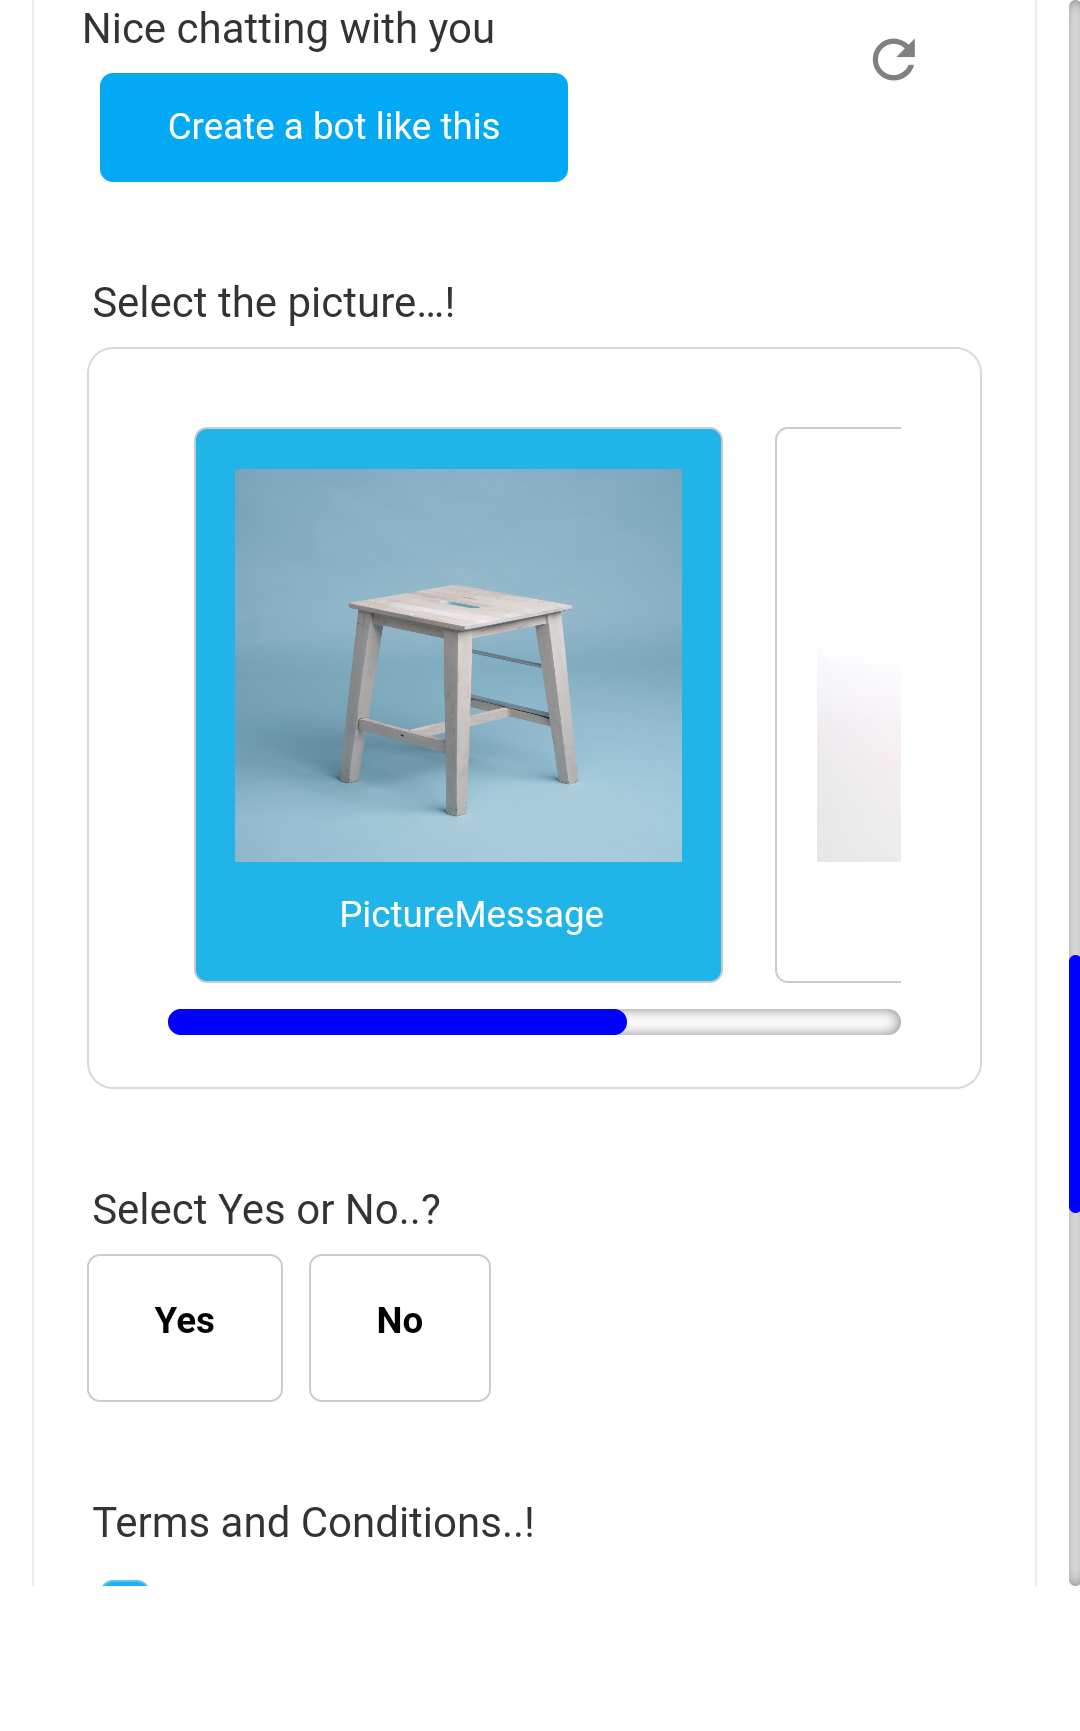 Nice chatting with you
Create a bot like this
Select the picture...!
PictureMessage
Select Yes or No..?
Yes
No
Terms and Conditions..!